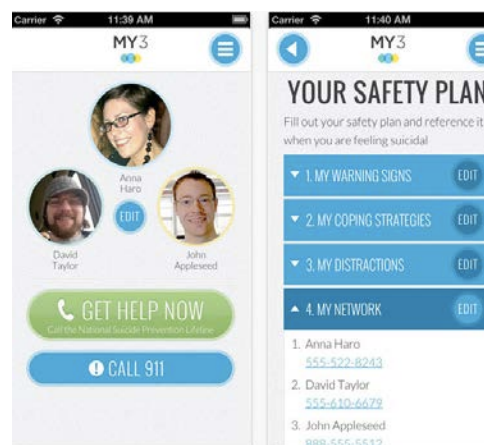 Carrier 11:39 AM
MY3
Anna
Haro
EDIT
David
Taylor
John
Appleseed
GET HELP NOW
Call the National Suicide Prevention Lifeline
CALL 911
Carrier 11:40 AM
MY3
YOUR SAFETY PLAN
Fill out your safety plan and reference it
when you are feeling suicidal
1. MY WARNING SIGNS EDIT
2. MY COPING STRATEGIES EDIT
3. MY DISTRACTIONS EDIT
4. MY NETWORK EDIT
1. Anna Haro
555-522-8243
2. David Taylor
555-610-6679
3. John Appleseed
888-555-5512